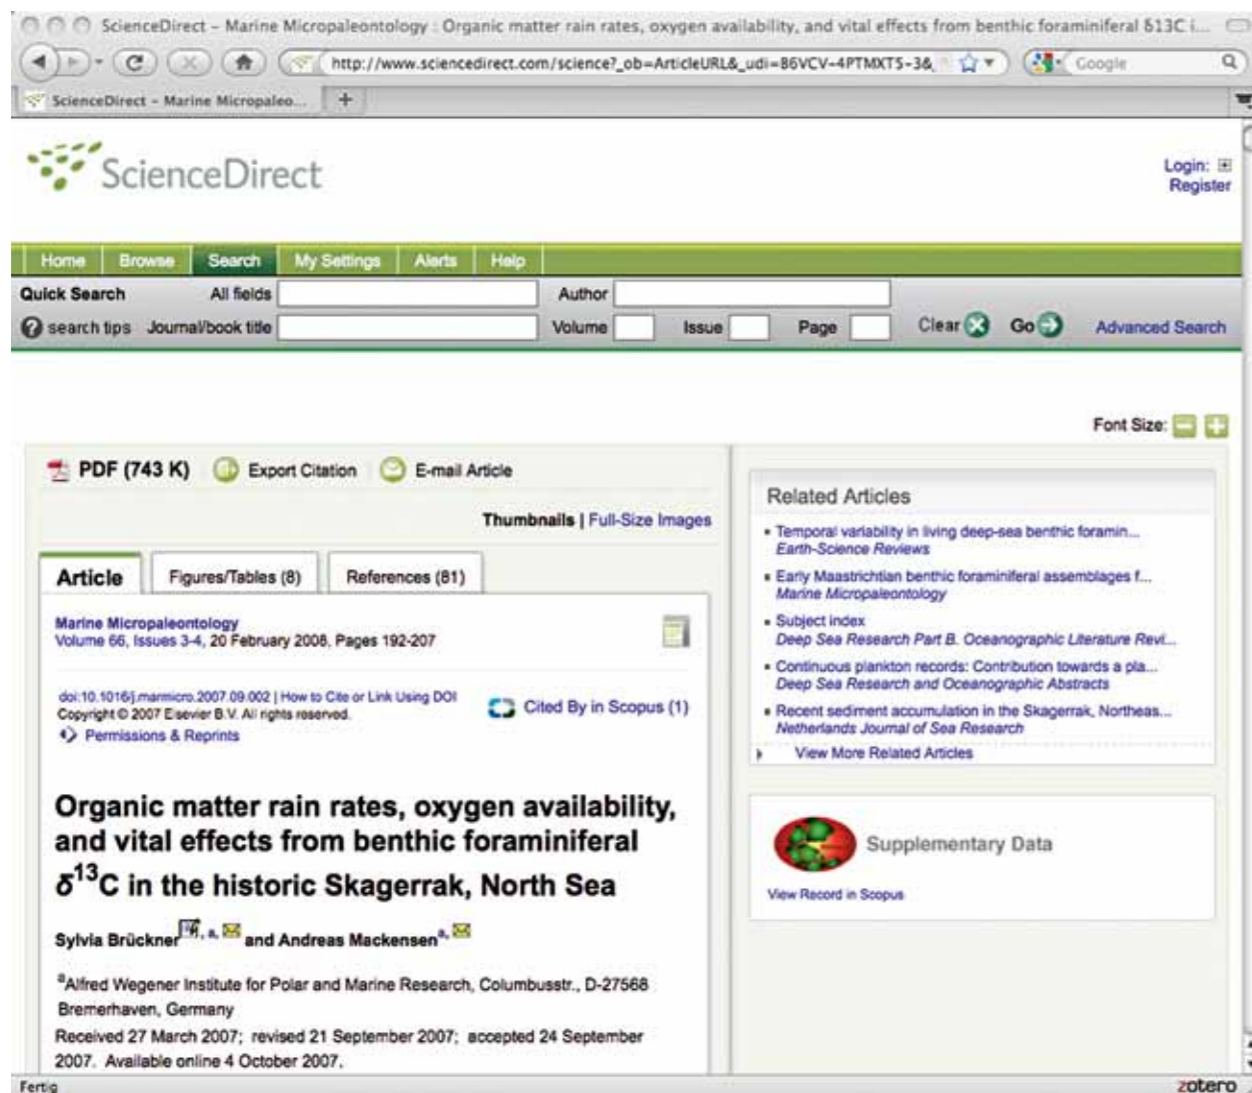 ScienceDirect – Marine Micropaleontology : Organic matter rain rates, oxygen availability, and vital effects from benthic foraminiferal δ13C i...
http://www.sciencedirect.com/science?_ob=ArticleURL&_udi=B6VCV-4PTMXT5-3&
Google
ScienceDirect – Marine Micropaleo...
ScienceDirect
Login:
Register
Home Browse Search My Settings Alerts Help
Quick Search All fields Author
search tips Journal/book title Volume Issue Page Clear Go Advanced Search
Font Size:
PDF (743 K) Export Citation E-mail Article
Thumbnails | Full-Size Images
Article Figures/Tables (8) References (81)
Marine Micropaleontology
Volume 66, Issues 3-4, 20 February 2008, Pages 192-207
doi:10.1016/j.marmicro.2007.09.002 | How to Cite or Link Using DOI
Copyright © 2007 Elsevier B.V. All rights reserved.
Permissions & Reprints
Cited By in Scopus (1)
Organic matter rain rates, oxygen availability,
and vital effects from benthic foraminiferal
δ13C in the historic Skagerrak, North Sea
Sylvia Brückner, a, and Andreas Mackensen a,
aAlfred Wegener Institute for Polar and Marine Research, Columbusstr., D-27568
Bremerhaven, Germany
Received 27 March 2007; revised 21 September 2007; accepted 24 September
2007. Available online 4 October 2007.
Related Articles
Temporal variability in living deep-sea benthic foramin...
Earth-Science Reviews
Early Maastrichtian benthic foraminiferal assemblages f...
Marine Micropaleontology
Subject index
Deep Sea Research Part B. Oceanographic Literature Revi...
Continuous plankton records: Contribution towards a pla...
Deep Sea Research and Oceanographic Abstracts
Recent sediment accumulation in the Skagerrak, Northeas...
Netherlands Journal of Sea Research
View More Related Articles
Supplementary Data
View Record in Scopus
Fertig
zotero